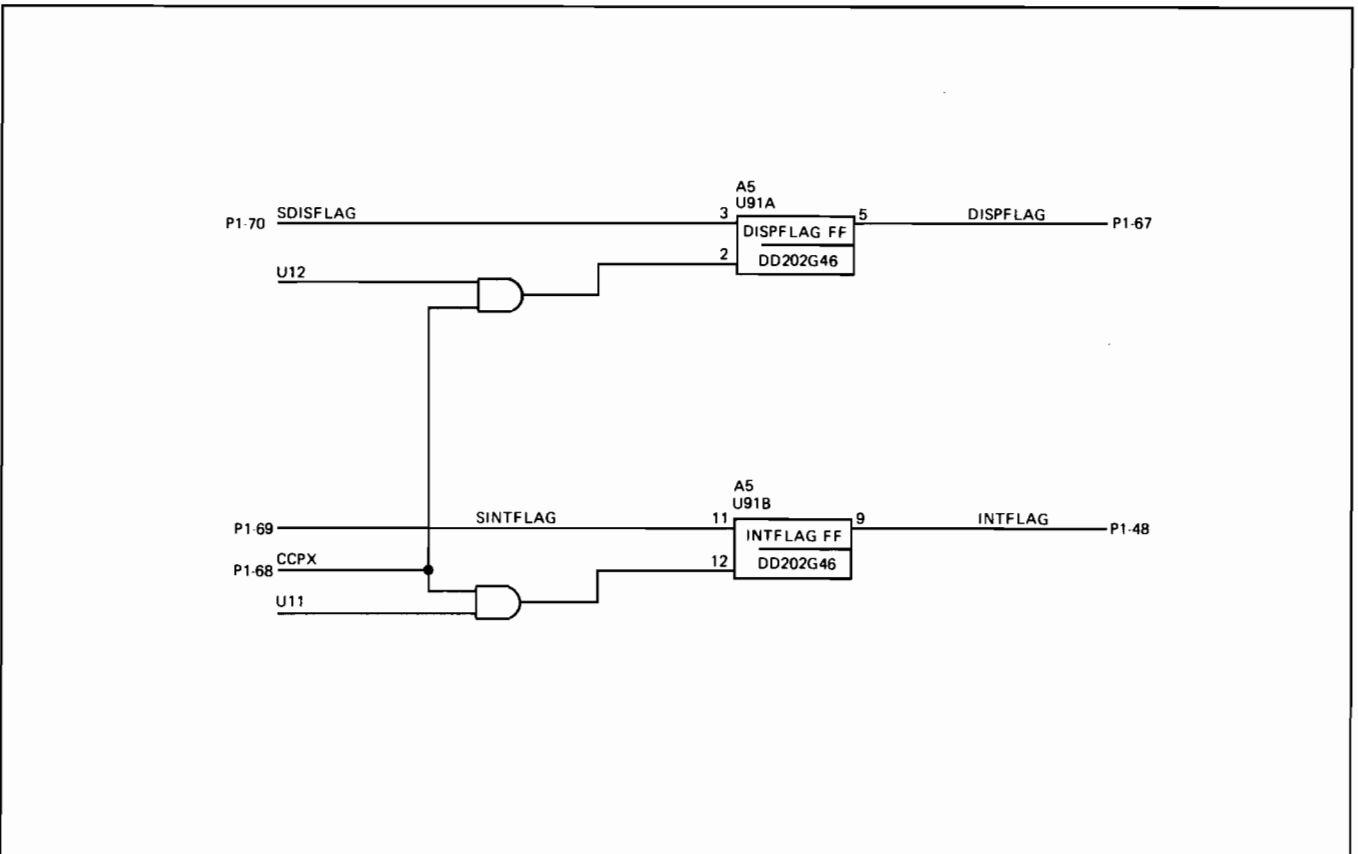 A5
U91A
P1-70 SDISFLAG 3 5 DISPFLAG P1-67
DISPFLAG FF
2 DD202G46
U12
A5
U91B
P1-69 SINTFLAG 11 9 INTFLAG P1-48
INTFLAG FF
P1-68 CCPX 12 DD202G46
U11